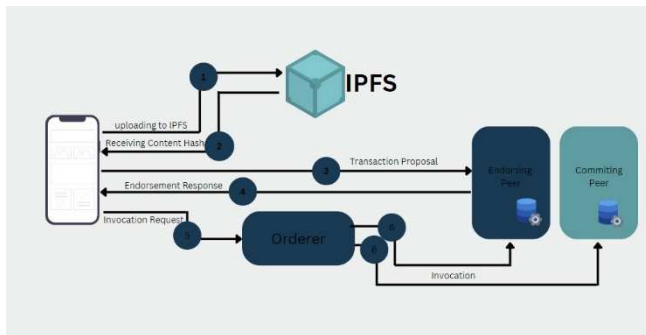 1
IPFS
uploading to IPFS
Receiving Content Hash
2
3
Transaction Proposal
Endorsing
Peer
Commiting
Peer
Endorsement Response
4
Invocation Request
5
Orderer
6
6
Invocation